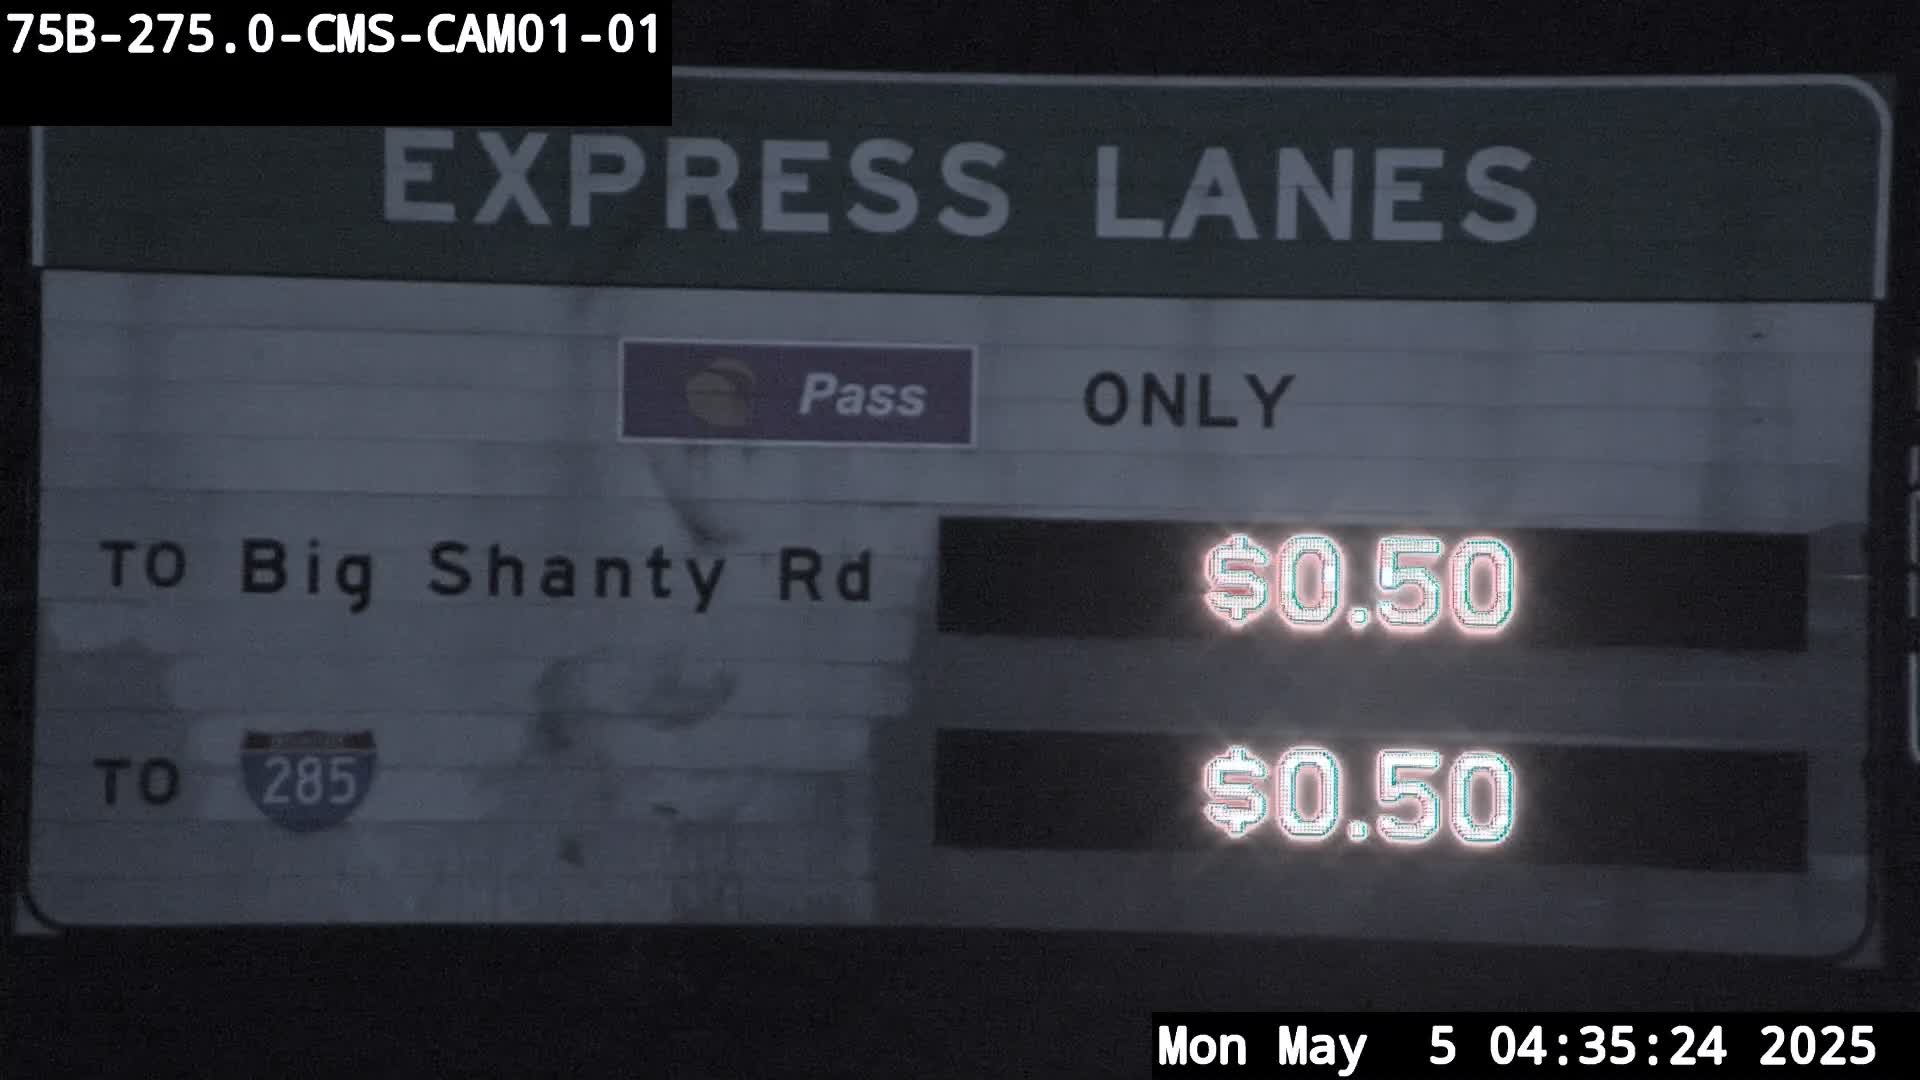 75B-275.0-CMS-CAM01-01
EXPRESS LANES
Pass ONLY
TO Big Shanty Rd $0.50
TO 285 $0.50
Mon May 5 04:35:24 2025